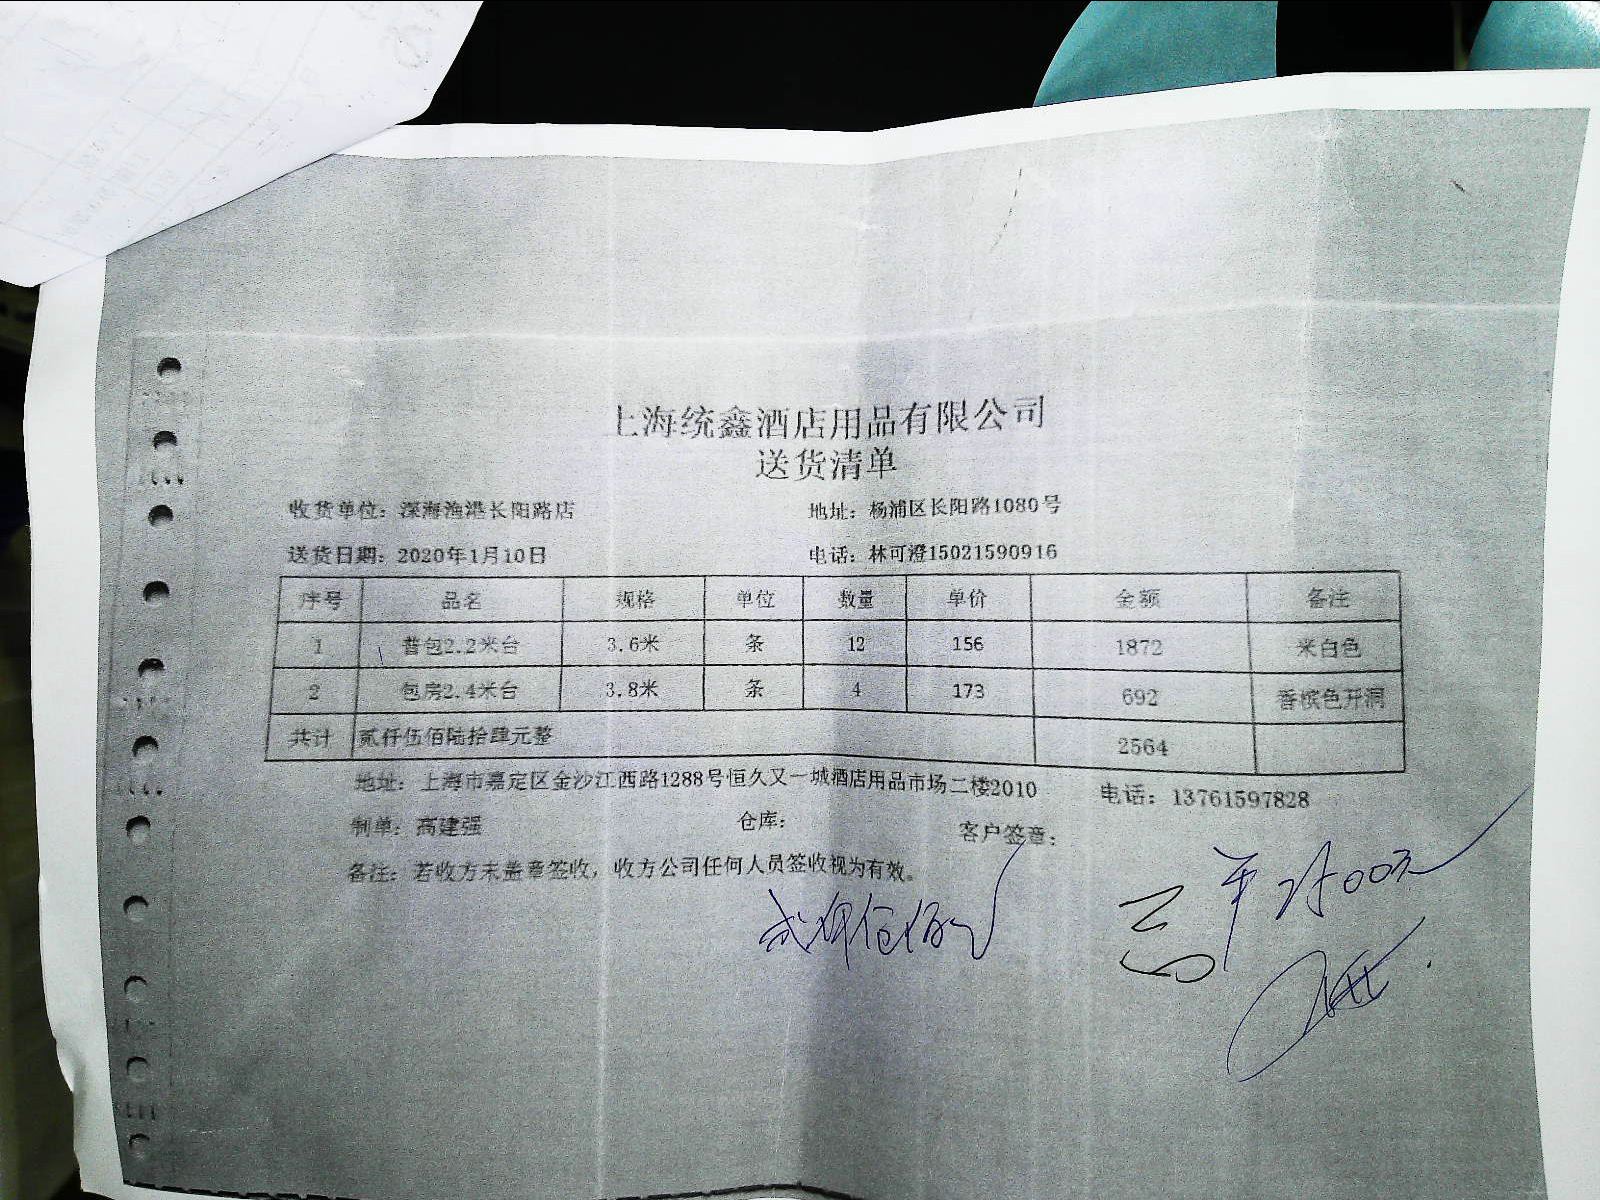 上海统鑫酒店用品有限公司
送货清单
收货单位：深海渔港长阳路店 地址：杨浦区长阳路1080号
送货日期：2020年1月10日 电话：林可澄15021590916
序号 品名 规格 单位 数量 单价 金额 备注
1 普包2.2米台 3.6米 条 12 156 1872 米白色
2 包房2.4米台 3.8米 条 4 173 692 香槟色开洞
共计 贰仟伍佰陆拾肆元整 2564
地址：上海市嘉定区金沙江西路1288号恒久又一城酒店用品市场二楼2010 电话：13761597828
制单：高建强 仓库： 客户签章：
备注：若收方未盖章签收，收方公司任何人员签收视为有效。